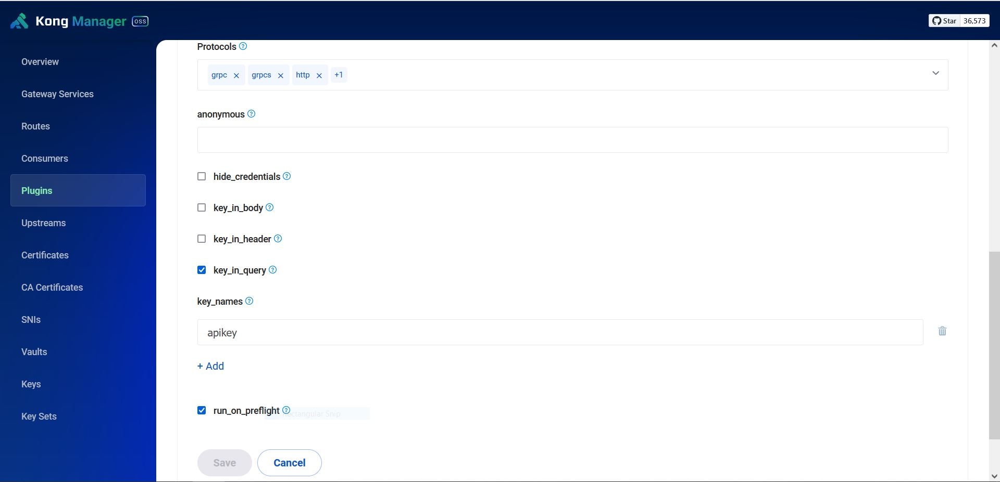 Kong Manager OSS
Star 36,573
Overview
Gateway Services
Routes
Consumers
Plugins
Upstreams
Certificates
CA Certificates
SNIs
Vaults
Keys
Key Sets
Protocols
grpc grpcs http +1
anonymous
hide_credentials
key_in_body
key_in_header
key_in_query
key_names
apikey
+ Add
run_on_preflight
Snip
Save Cancel